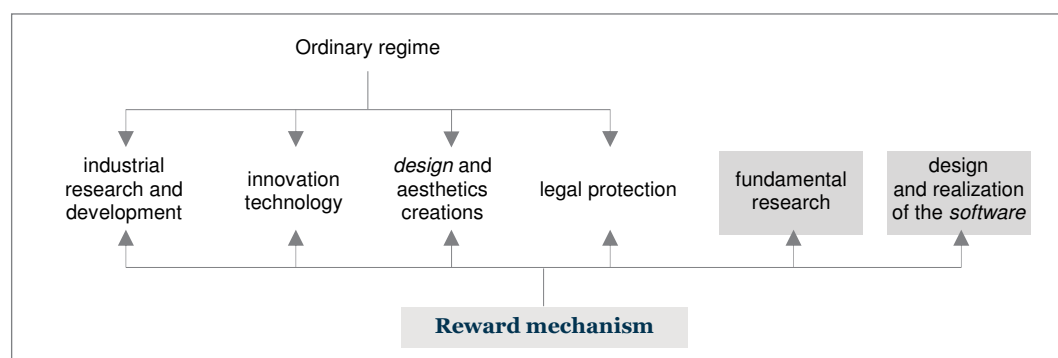 Ordinary regime
industrial
research and
development
innovation
technology
design and
aesthetics
creations
legal protection
fundamental
research
design
and realization
of the software
Reward mechanism